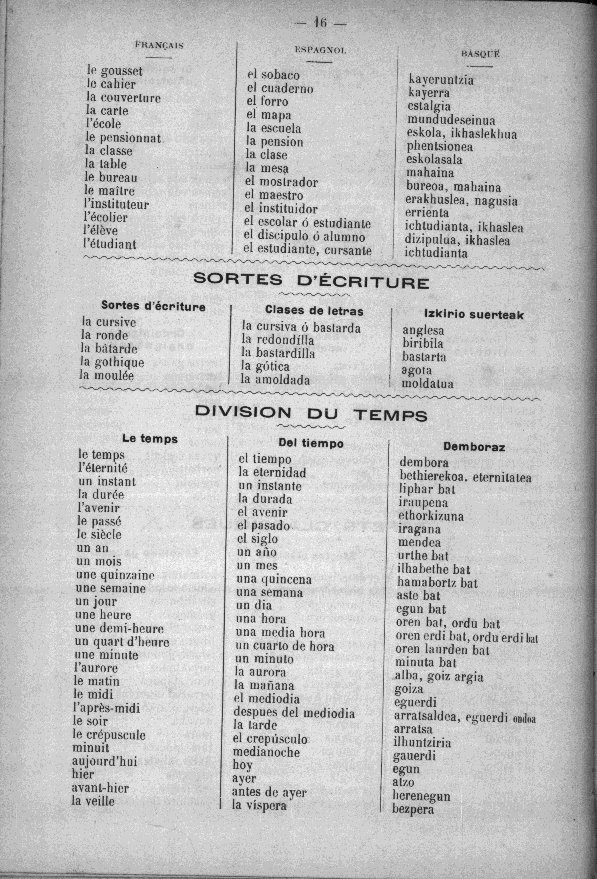 — 16 —
FRANÇAIS ESPAGNOL BASQUE
le gousset el sobaco kayeruntzia
le cahier el cuaderno kayerra
la couverture el forro estalgia
la carte el mapa mundudeseinua
l'école la escuela eskola, ikhaslekhua
le pensionnat la pension phentsionea
la classe la clase eskolasala
la table la mesa mahaina
le bureau el mostrador bureoa, mahaina
le maître el maestro erakhuslea, nagusia
l'instituteur el instituidor errienta
l'écolier el escolar ó estudiante ichtudianta, ikhaslea
l'élève el discipulo ó alumno dizipulua, ikhaslea
l'étudiant el estudiante, cursante ichtudianta
SORTES D'ÉCRITURE
Sortes d'écriture Clases de letras Izkirio suerteak
la cursive la cursiva ó bastarda anglesa
la ronde la redondilla biribila
la bâtarde la bastardilla bastarta
la gothique la gótica agota
la moulée la amoldada moldatua
DIVISION DU TEMPS
Le temps Del tiempo Demboraz
le temps el tiempo dembora
l'éternité la eternidad bethierekoa, eternitatea
un instant un instante liphar bat
la durée la durada iraupena
l'avenir el avenir ethorkizuna
le passé el pasado iragana
le siècle el siglo mendea
un an un año urthe bat
un mois un mes ilhabethe bat
une quinzaine una quincena hamabortz bat
une semaine una semana aste bat
un jour un dia egun bat
une heure una hora oren bat, ordu bat
une demi-heure una media hora oren erdi bat, ordu erdi bat
un quart d'heure un cuarto de hora oren laurden bat
une minute un minuto minuta bat
l'aurore la aurora alba, goiz argia
le matin la mañana goiza
le midi el mediodia eguerdi
l'après-midi despues del mediodia arratsaldea, eguerdi ondoa
le soir la tarde arratsa
le crépuscule el crepúsculo ilhuntziria
minuit medianoche gauerdi
aujourd'hui hoy egun
hier ayer atzo
avant-hier antes de ayer herenegun
la veille la víspera bezpera